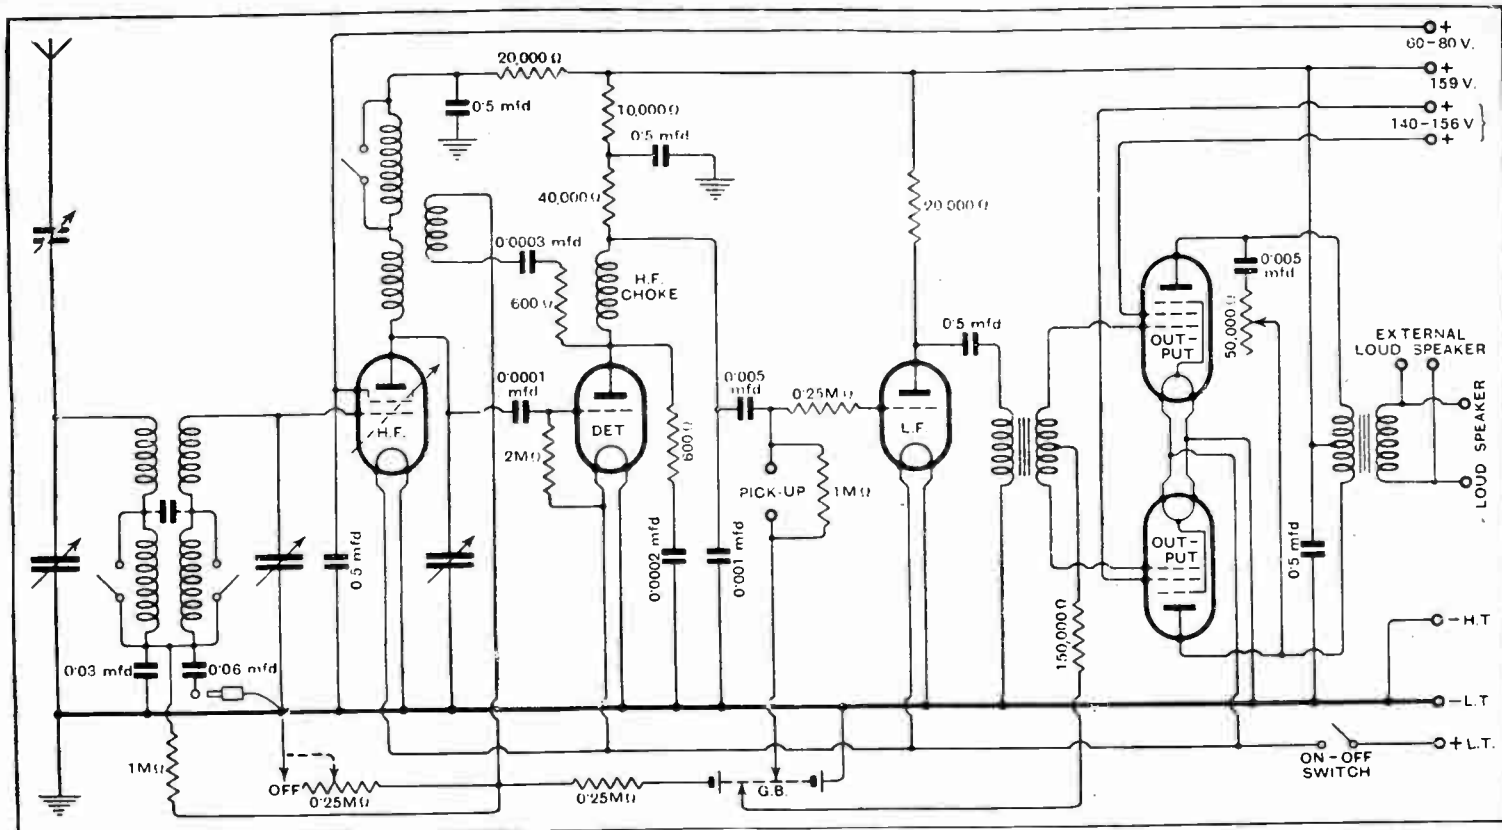 +
60-80 V.
+
159 V.
+
140-156 V
+
20,000 Ω
0·5 mfd
10,000 Ω
0·5 mfd
40,000 Ω
20,000 Ω
0·0003 mfd
600 Ω
H.F.
CHOKE
0·005
mfd
50,000 Ω
OUT-
PUT
EXTERNAL
LOUD SPEAKER
LOUD SPEAKER
0·5 mfd
0·0001
mfd
0·005
mfd
0·25MΩ
H.F.
DET
L.F.
2MΩ
600 Ω
PICK-UP
1MΩ
0·5 mfd
0·0002 mfd
0·001 mfd
OUT-
PUT
0·5 mfd
150,000 Ω
0·03 mfd
0·06 mfd
- H.T
- L.T
+ L.T.
ON-OFF
SWITCH
1MΩ
OFF
0·25MΩ
0·25MΩ
G.B.